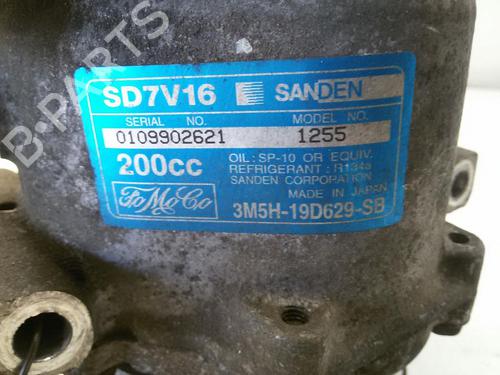 B-PARTS
SD7V16 SANDEN
SERIAL NO. MODEL NO.
0109902621 1255
200cc OIL: SP-10 OR EQUIV.
REFRIGERANT: R134a
SANDEN CORPORATION
MADE IN JAPAN
FoMoCo 3M5H-19D629-SB